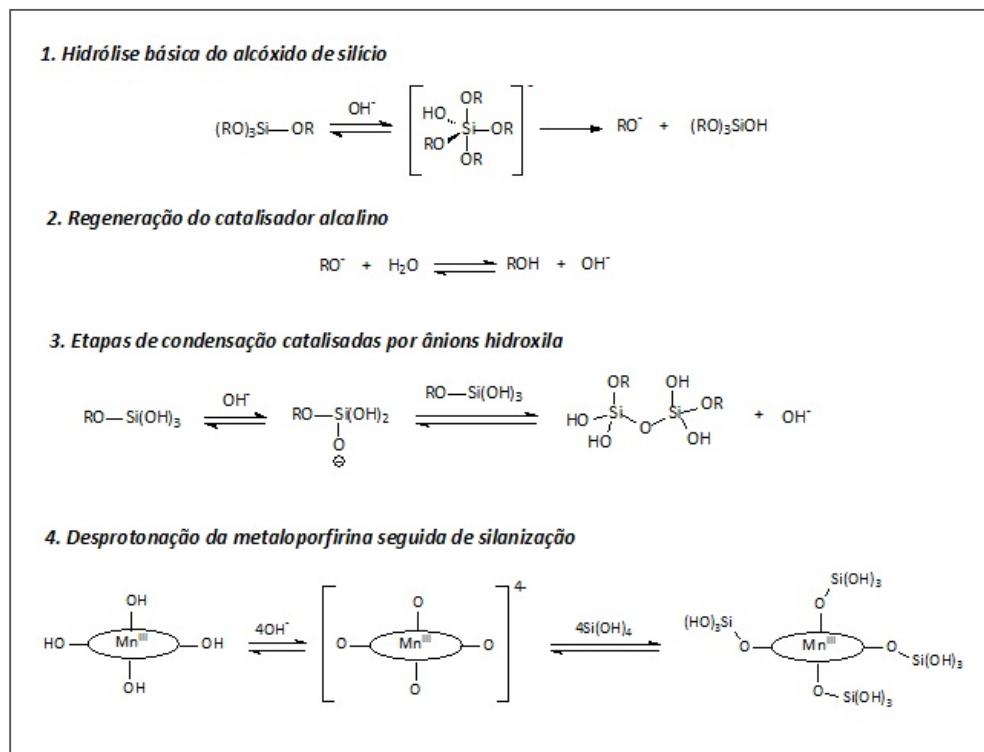 1. Hidrólise básica do alcóxido de silício
(RO)₃Si—OR
OH⁻
HO
OR
Si
OR
RO
OR
-
RO⁻ + (RO)₃SiOH
2. Regeneração do catalisador alcalino
RO⁻ + H₂O
ROH + OH⁻
3. Etapas de condensação catalisadas por ânions hidroxila
RO—Si(OH)₃
OH⁻
RO—Si(OH)₂
O
⊖
RO—Si(OH)₃
OR
OH
HO
Si
Si
OR
HO
O
OH
+ OH⁻
4. Desprotonação da metaloporfirina seguida de silanização
OH
HO
Mnᴵᴵᴵ
OH
OH
4OH⁻
4-
O
O
Mnᴵᴵᴵ
O
O
4Si(OH)₄
Si(OH)₃
O
(HO)₃Si
O
Mnᴵᴵᴵ
O
Si(OH)₃
O
Si(OH)₃